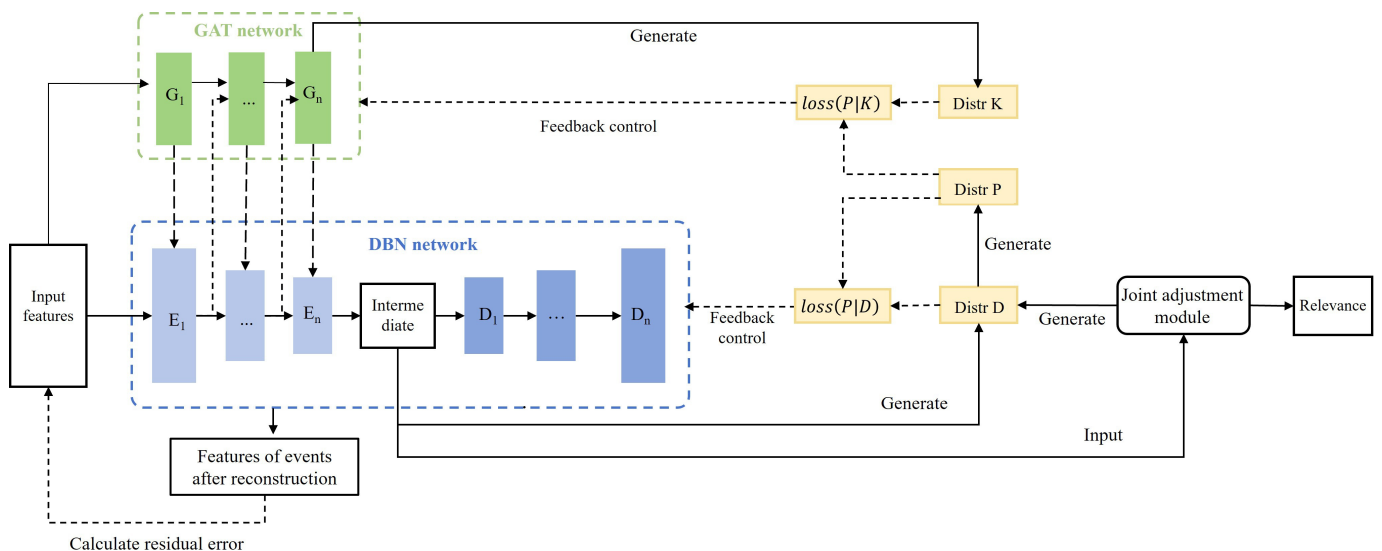 GAT network
Generate
G1
...
Gn
loss(P|K)
Distr K
Feedback control
Distr P
DBN network
Generate
Input
features
E1
...
En
Interme
diate
D1
...
Dn
Feedback
control
loss(P|D)
Distr D
Generate
Joint adjustment
module
Relevance
Generate
Input
Features of events
after reconstruction
Calculate residual error